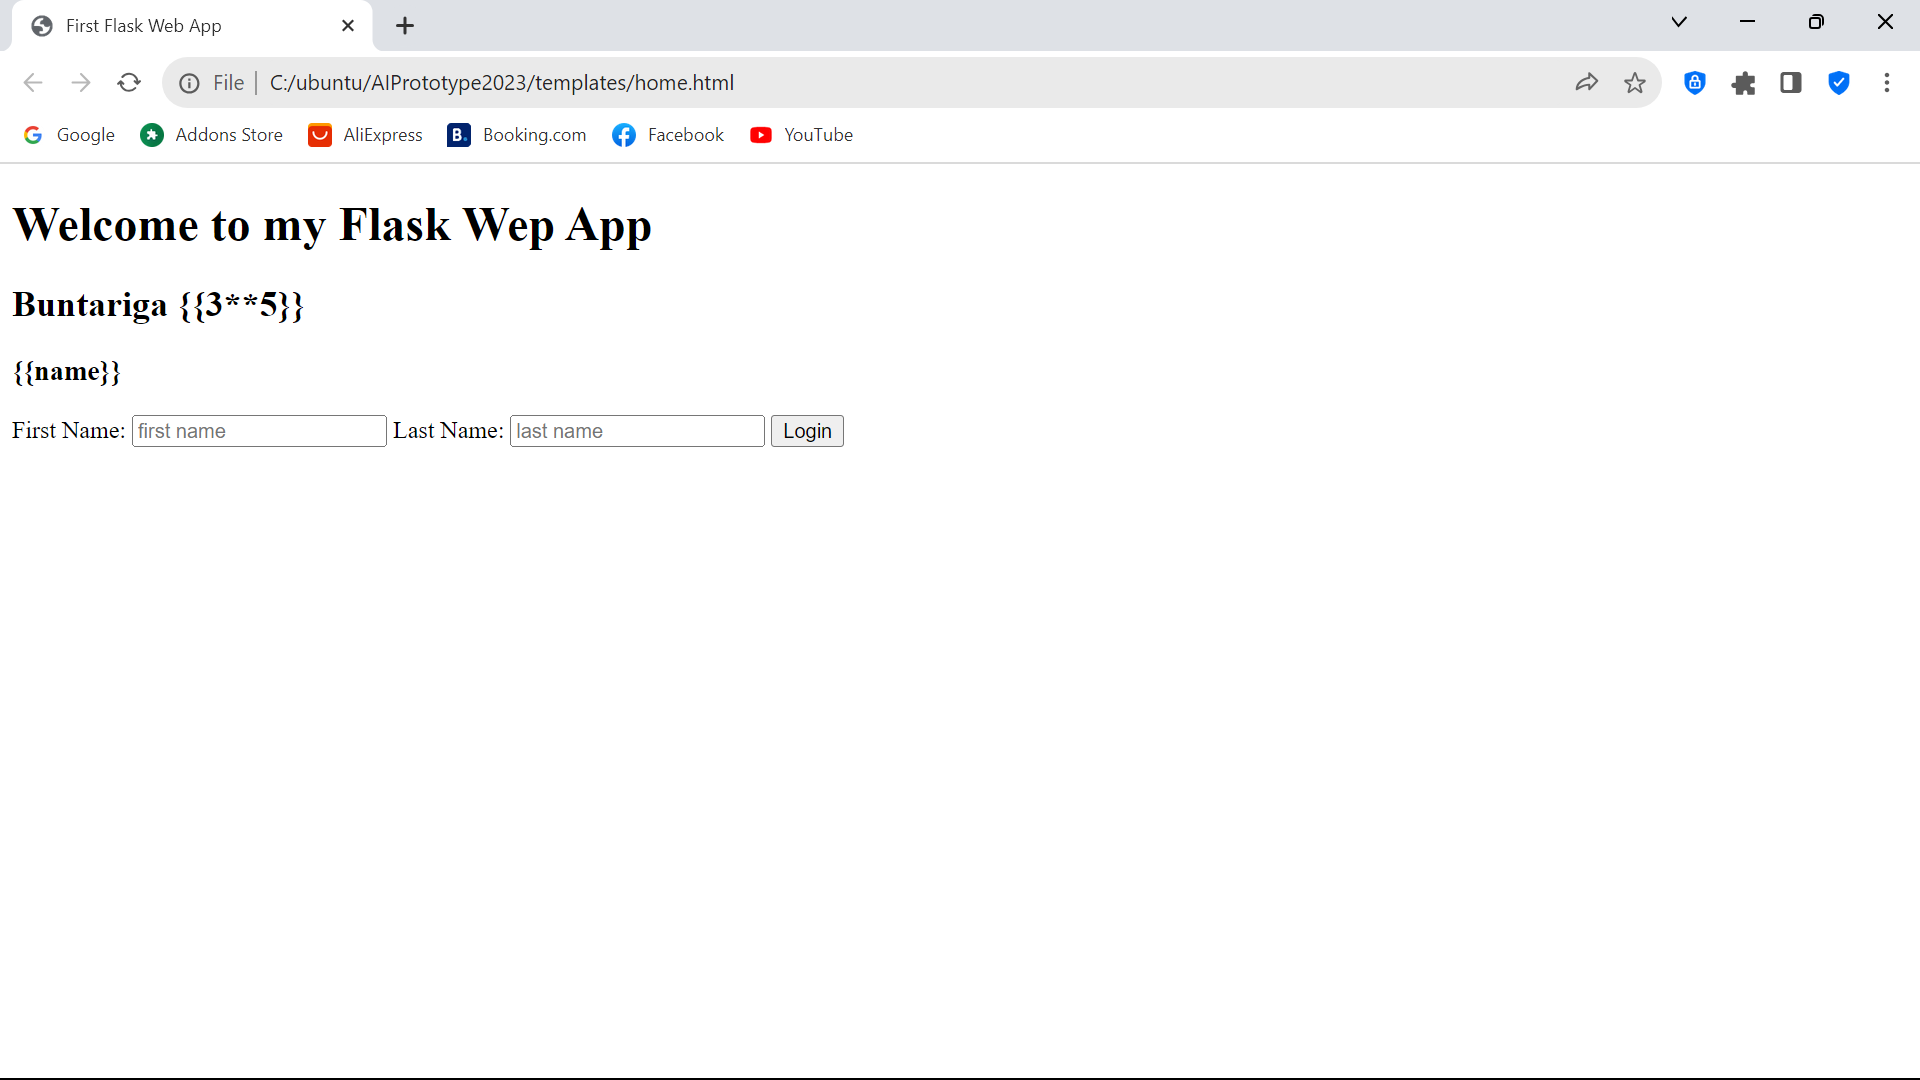 First Flask Web App
File C:/ubuntu/AIPrototype2023/templates/home.html
Google Addons Store AliExpress B. Booking.com Facebook YouTube
Welcome to my Flask Wep App
Buntariga {{3**5}}
{{name}}
First Name: first name Last Name: last name Login